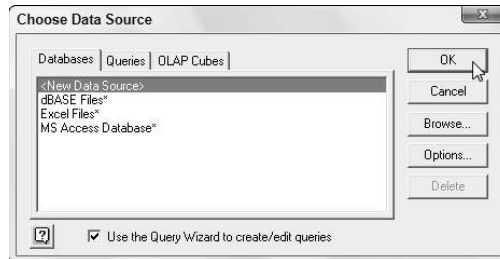 Choose Data Source
Databases
Queries
OLAP Cubes
<New Data Source>
dBASE Files*
Excel Files*
MS Access Database*
OK
Cancel
Browse...
Options...
Delete
Use the Query Wizard to create/edit queries